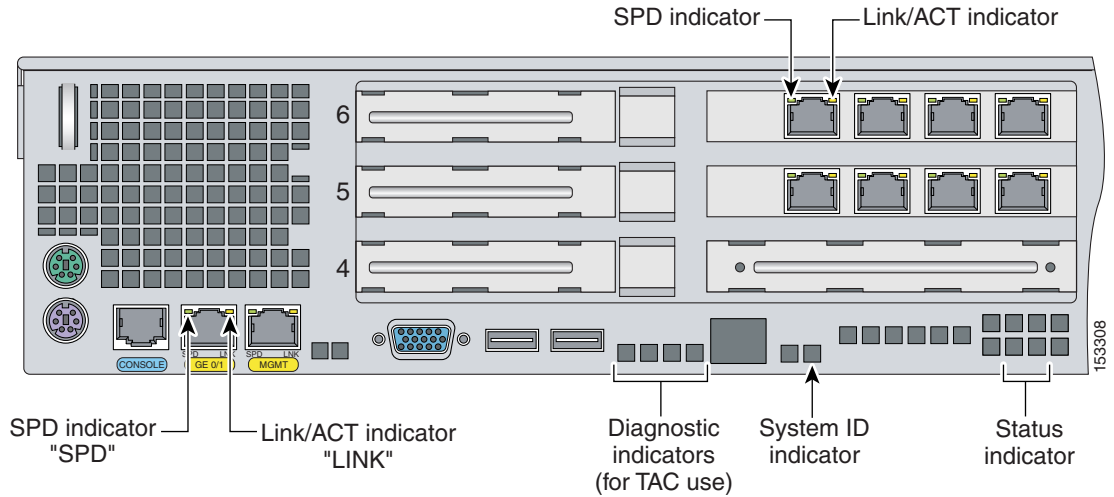 SPD indicator
Link/ACT indicator
6
5
4
CONSOLE
SPD LNK
GE 0/1
SPD LNK
MGMT
153308
SPD indicator
"SPD"
Link/ACT indicator
"LINK"
Diagnostic
indicators
(for TAC use)
System ID
indicator
Status
indicator